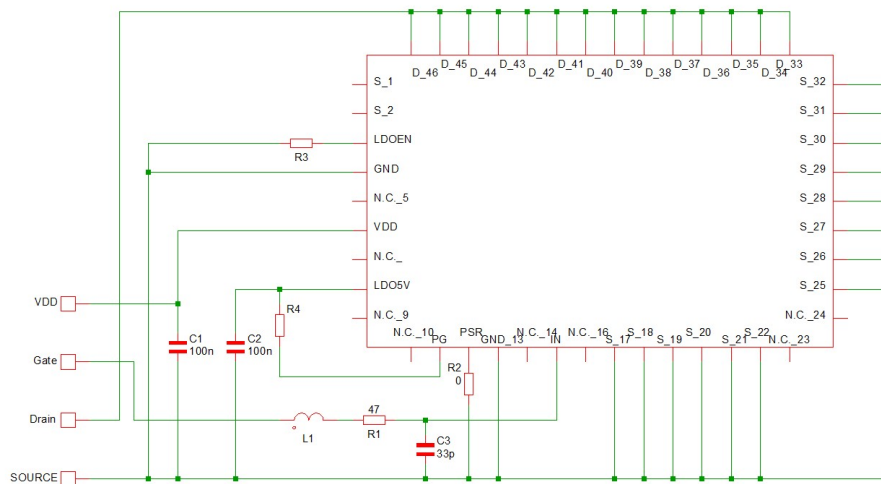 D_46
D_45
D_44
D_43
D_42
D_41
D_40
D_39
D_38
D_37
D_36
D_35
D_34
D_33
S_1
S_2
LDOEN
GND
N.C._5
VDD
N.C._
LDO5V
N.C._9
S_32
S_31
S_30
S_29
S_28
S_27
S_26
S_25
N.C._24
N.C._10
PG
PSR
GND_13
N.C._14
IN
N.C._16
S_17
S_18
S_19
S_20
S_21
S_22
N.C._23
R3
VDD
Gate
Drain
SOURCE
C1
100n
C2
100n
R4
R2
0
L1
47
R1
C3
33p